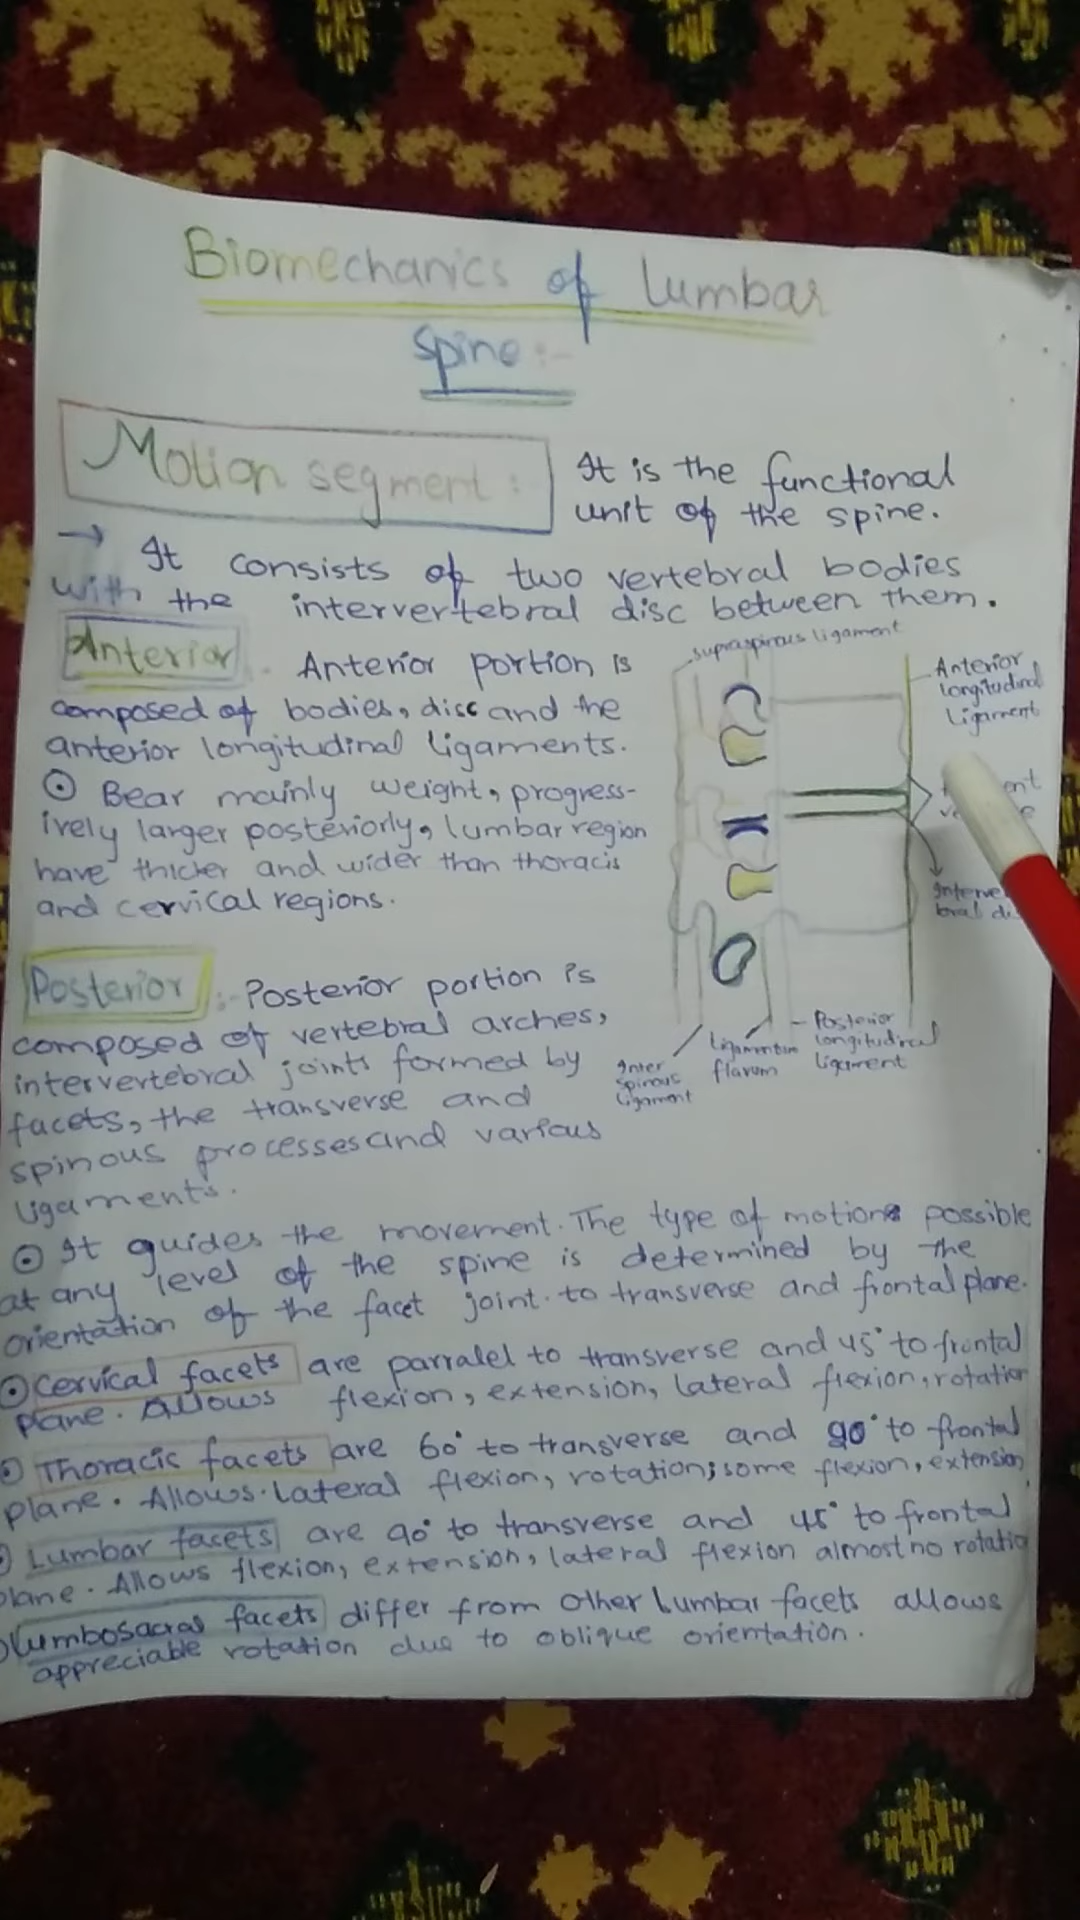 Biomechanics of lumbar
spine:-
Motion segment:
It is the functional
unit of the spine.
→ It consists of two vertebral bodies
with the intervertebral disc between them.
Anterior Anterior portion is
composed of bodies, disc and the
anterior longitudinal ligaments.
⊙ Bear mainly weight, progress-
ively larger posteriorly, lumbar region
have thicker and wider than thoracis
and cervical regions.
supraspinous ligament
Anterior
longitudinal
ligament
Interve
bral di
Inter
spinous
ligament
ligamentum
flavum
Posterior
longitudinal
ligament
Posterior :- Posterior portion is
composed of vertebral arches,
intervertebral joints formed by
facets, the transverse and
spinous processes and various
ligaments.
⊙ It guides the movement. The type of motions possible
at any level of the spine is determined by the
orientation of the facet joint to transverse and frontal plane.
⊙ Cervical facets are parralel to transverse and 45° to frontal
plane. Allows flexion, extension, lateral flexion, rotation
⊙ Thoracis facets are 60° to transverse and 90° to frontal
plane. Allows lateral flexion, rotation; some flexion, extension
Lumbar facets are 90° to transverse and 45° to frontal
plane. Allows flexion, extension, lateral flexion almost no rotatio
lumbosacral facets differ from other lumbar facets allows
appreciable rotation due to oblique orientation.